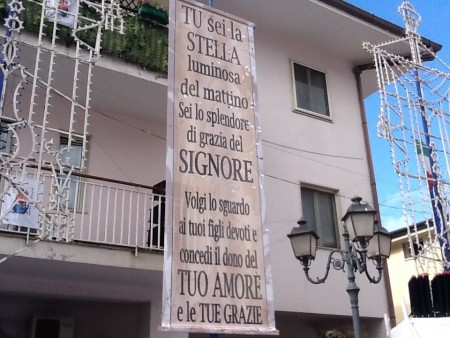 TU sei la
STELLA
luminosa
del mattino
Sei lo splendore
di grazia del
SIGNORE
Volgi lo sguardo
ai tuoi figli devoti e
concedi il dono del
TUO AMORE
e le TUE GRAZIE